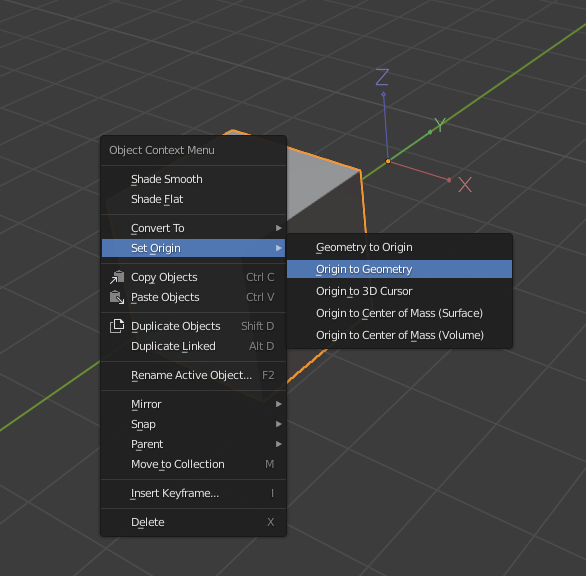 Z
Y
X
Object Context Menu
Shade Smooth
Shade Flat
Convert To
Set Origin
Copy Objects Ctrl C
Paste Objects Ctrl V
Duplicate Objects Shift D
Duplicate Linked Alt D
Rename Active Object... F2
Mirror
Snap
Parent
Move to Collection M
Insert Keyframe... I
Delete X
Geometry to Origin
Origin to Geometry
Origin to 3D Cursor
Origin to Center of Mass (Surface)
Origin to Center of Mass (Volume)